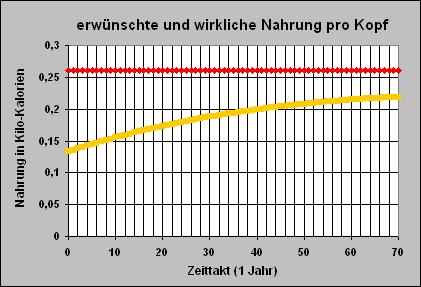 erwünschte und wirkliche Nahrung pro Kopf
Nahrung in Kilo-Kalorien
0,3
0,25
0,2
0,15
0,1
0,05
0
0 10 20 30 40 50 60 70
Zeittakt (1 Jahr)